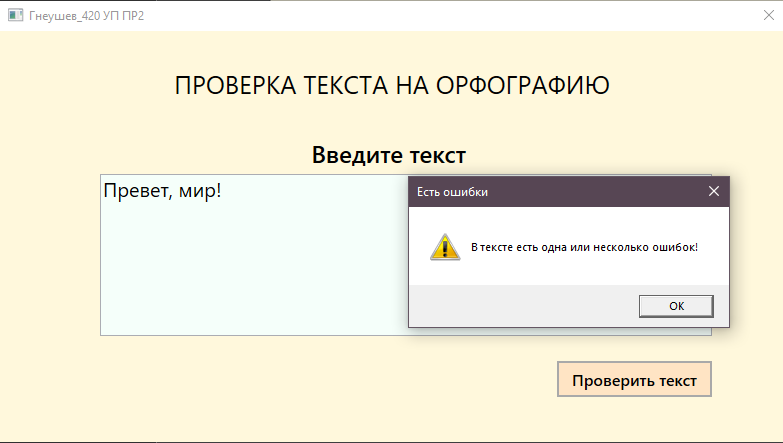 Гнеушев_420 УП ПР2
ПРОВЕРКА ТЕКСТА НА ОРФОГРАФИЮ
Введите текст
Превет, мир!
Есть ошибки
В тексте есть одна или несколько ошибок!
ОК
Проверить текст